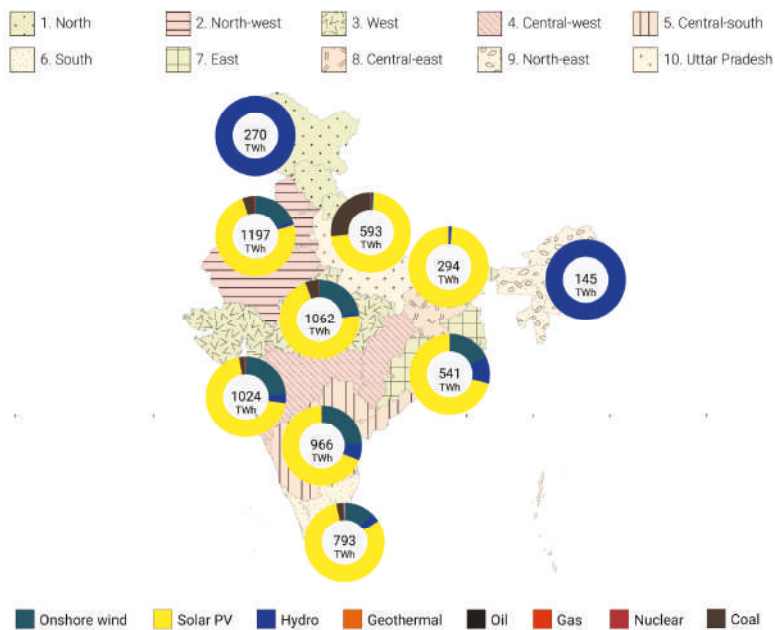 1. North 2. North-west 3. West 4. Central-west 5. Central-south
6. South 7. East 8. Central-east 9. North-east 10. Uttar Pradesh
270
TWh
1197
TWh
593
TWh
294
TWh
145
TWh
1062
TWh
541
TWh
1024
TWh
966
TWh
793
TWh
Onshore wind Solar PV Hydro Geothermal Oil Gas Nuclear Coal